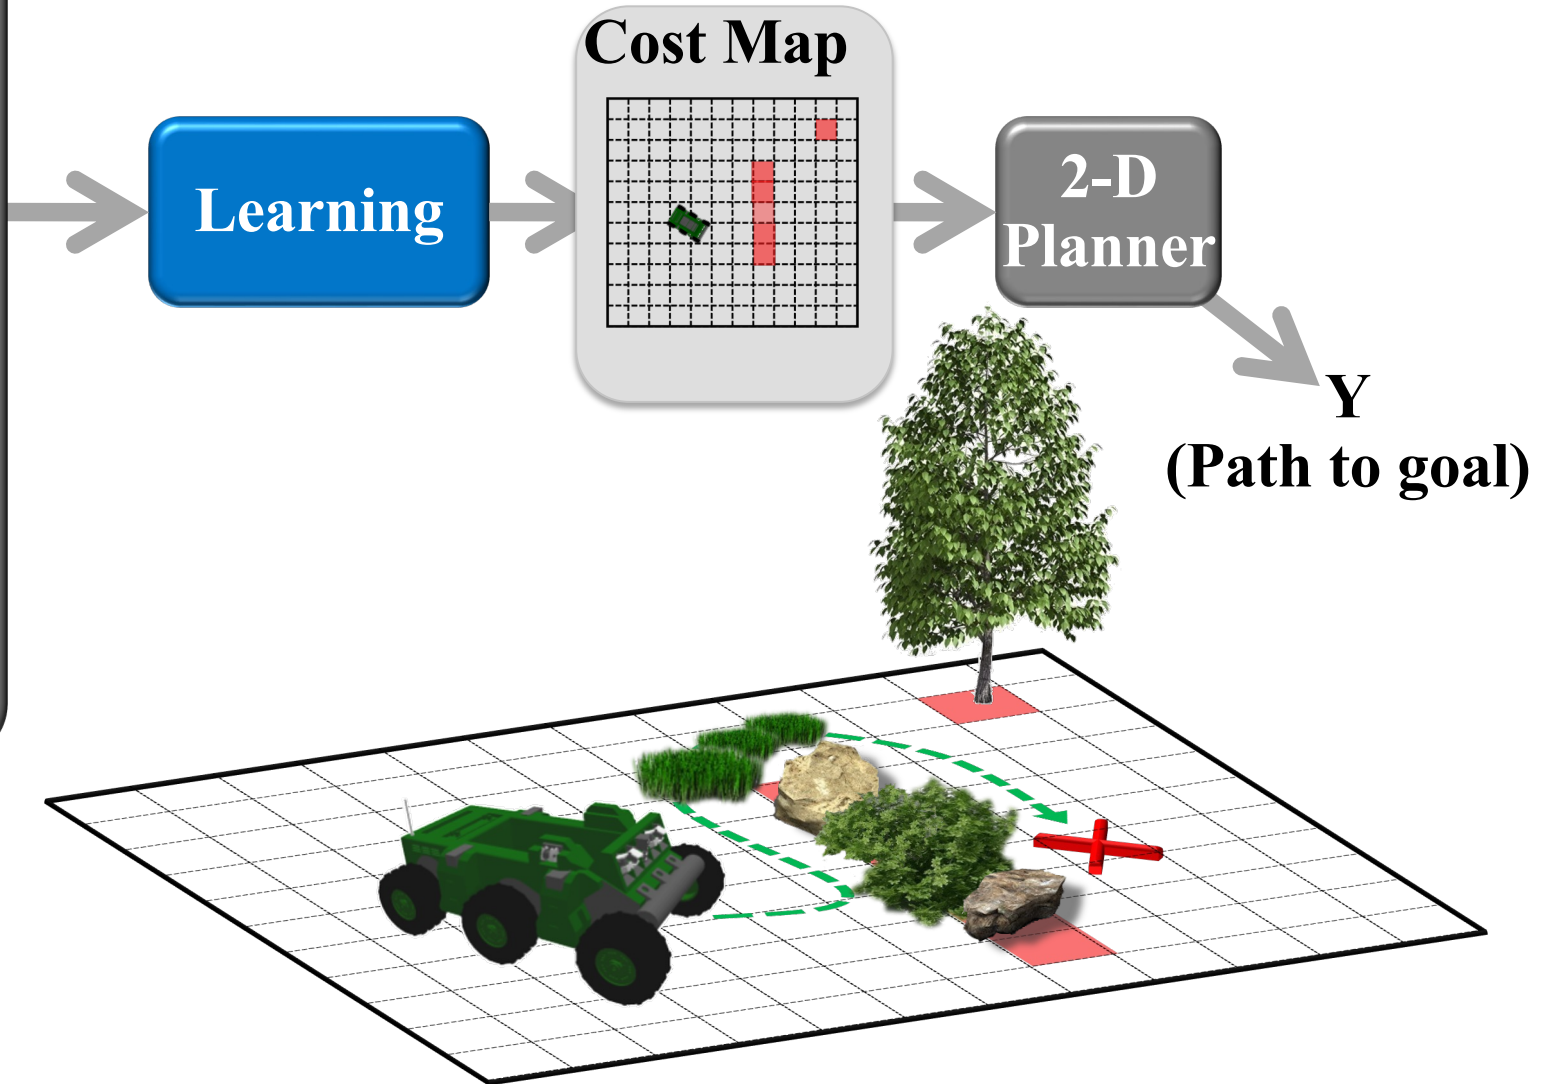 Cost Map
Learning
2-D
Planner
Y
(Path to goal)